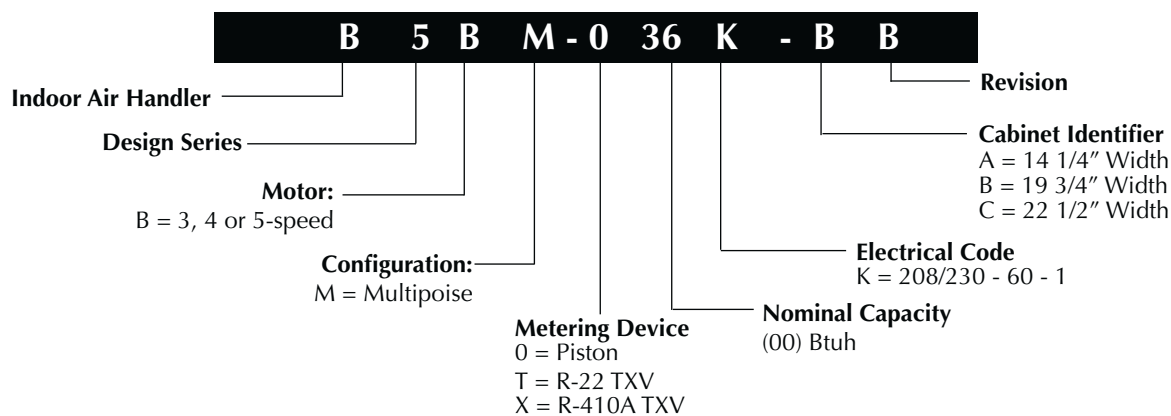 B 5 B M - 0 36 K - B B
Indoor Air Handler
Design Series
Motor:
B = 3, 4 or 5-speed
Configuration:
M = Multipoise
Metering Device
0 = Piston
T = R-22 TXV
X = R-410A TXV
Nominal Capacity
(00) Btuh
Electrical Code
K = 208/230 - 60 - 1
Cabinet Identifier
A = 14 1/4" Width
B = 19 3/4" Width
C = 22 1/2" Width
Revision